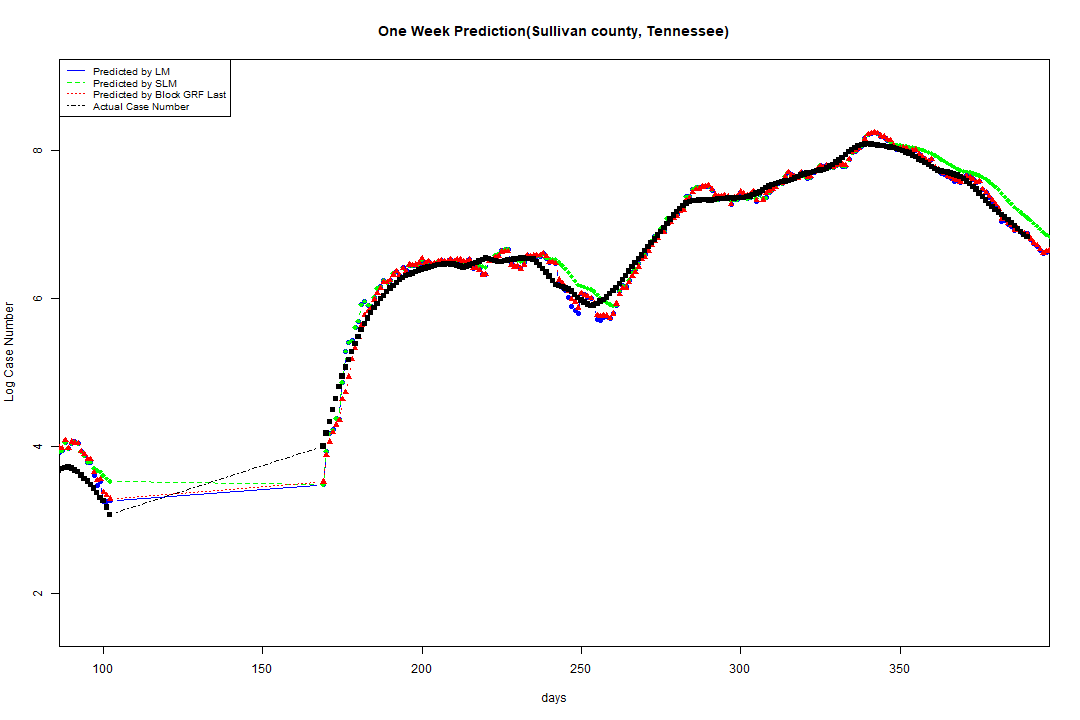 One Week Prediction(Sullivan county, Tennessee)
Predicted by LM
Predicted by SLM
Predicted by Block GRF Last
Actual Case Number
Log Case Number
8
6
4
2
100 150 200 250 300 350
days